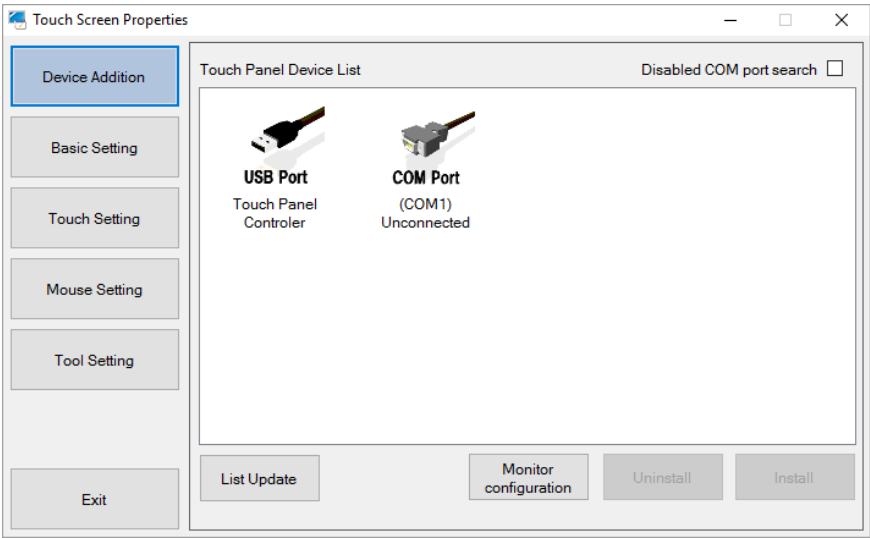 Touch Screen Properties
Device Addition
Basic Setting
Touch Setting
Mouse Setting
Tool Setting
Exit
Touch Panel Device List
Disabled COM port search
USB Port
Touch Panel
Controler
COM Port
(COM1)
Unconnected
List Update
Monitor
configuration
Uninstall
Install